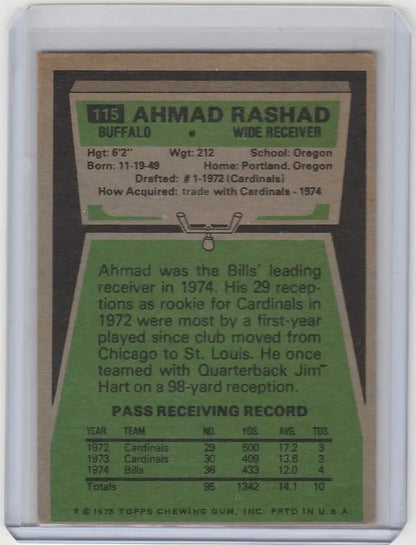 115 AHMAD RASHAD
BUFFALO • WIDE RECEIVER
Hgt: 6'2" Wgt: 212 School: Oregon
Born: 11-19-49 Home: Portland, Oregon
Drafted: #1-1972 (Cardinals)
How Acquired: trade with Cardinals - 1974
Ahmad was the Bills' leading
receiver in 1974. His 29 recep-
tions as rookie for Cardinals in
1972 were most by a first-year
played since club moved from
Chicago to St. Louis. He once
teamed with Quarterback Jim
Hart on a 98-yard reception.
PASS RECEIVING RECORD
YEAR TEAM NO. YDS. AVG. TDS.
1972 Cardinals 29 500 17.2 3
1973 Cardinals 30 409 13.6 3
1974 Bills 36 433 12.0 4
Totals 95 1342 14.1 10
* © 1975 TOPPS CHEWING GUM, INC. PRTD IN U.S.A.